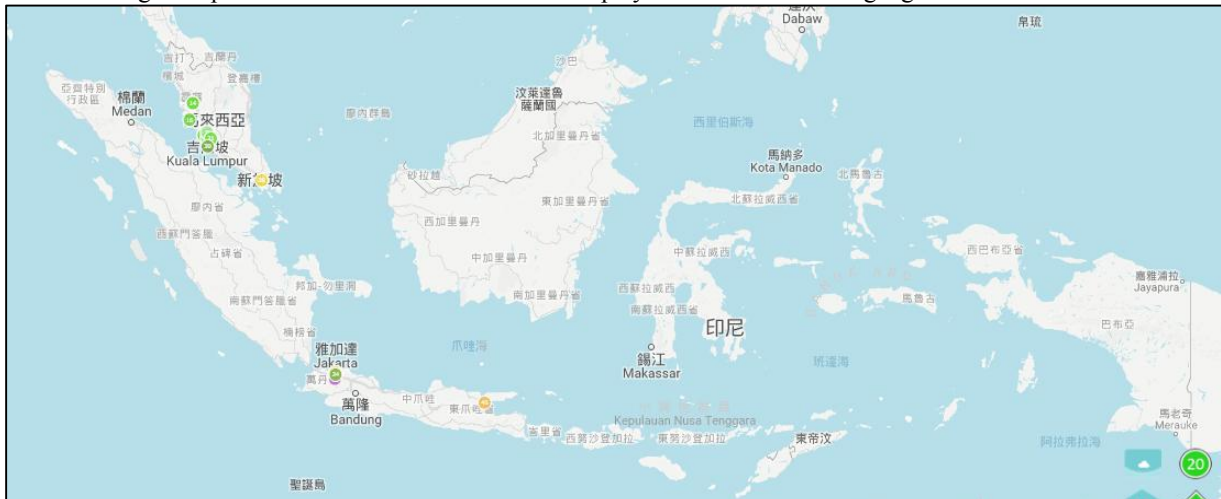 達沃
Dabaw
帛琉
吉打
吉蘭丹
檳城
登嘉樓
沙巴
亞齊特別
行政區
棉蘭
Medan
汶萊達魯
薩蘭國
廖內群島
馬來西亞
北加里曼丹省
西里伯斯海
吉隆坡
Kuala Lumpur
馬納多
Kota Manado
北馬魯古
新加坡
砂拉越
東加里曼丹省
北蘇拉威西省
廖內省
西加里曼丹
西蘇門答臘
占碑省
中加里曼丹
中蘇拉威西
西巴布亞省
邦加-勿里洞
南加里曼丹省
西蘇拉威西
查雅浦拉
Jayapura
南蘇門答臘省
南蘇拉威西省
馬魯古
楠榜省
印尼
巴布亞
雅加達
Jakarta
爪哇海
錫江
Makassar
班達海
萬丹
萬隆
Bandung
中爪哇
東爪哇省
Kepulauan Nusa Tenggara
馬老奇
Merauke
峇里省
西努沙登加拉
東努沙登加拉
東帝汶
阿拉弗拉海
20
聖誕島